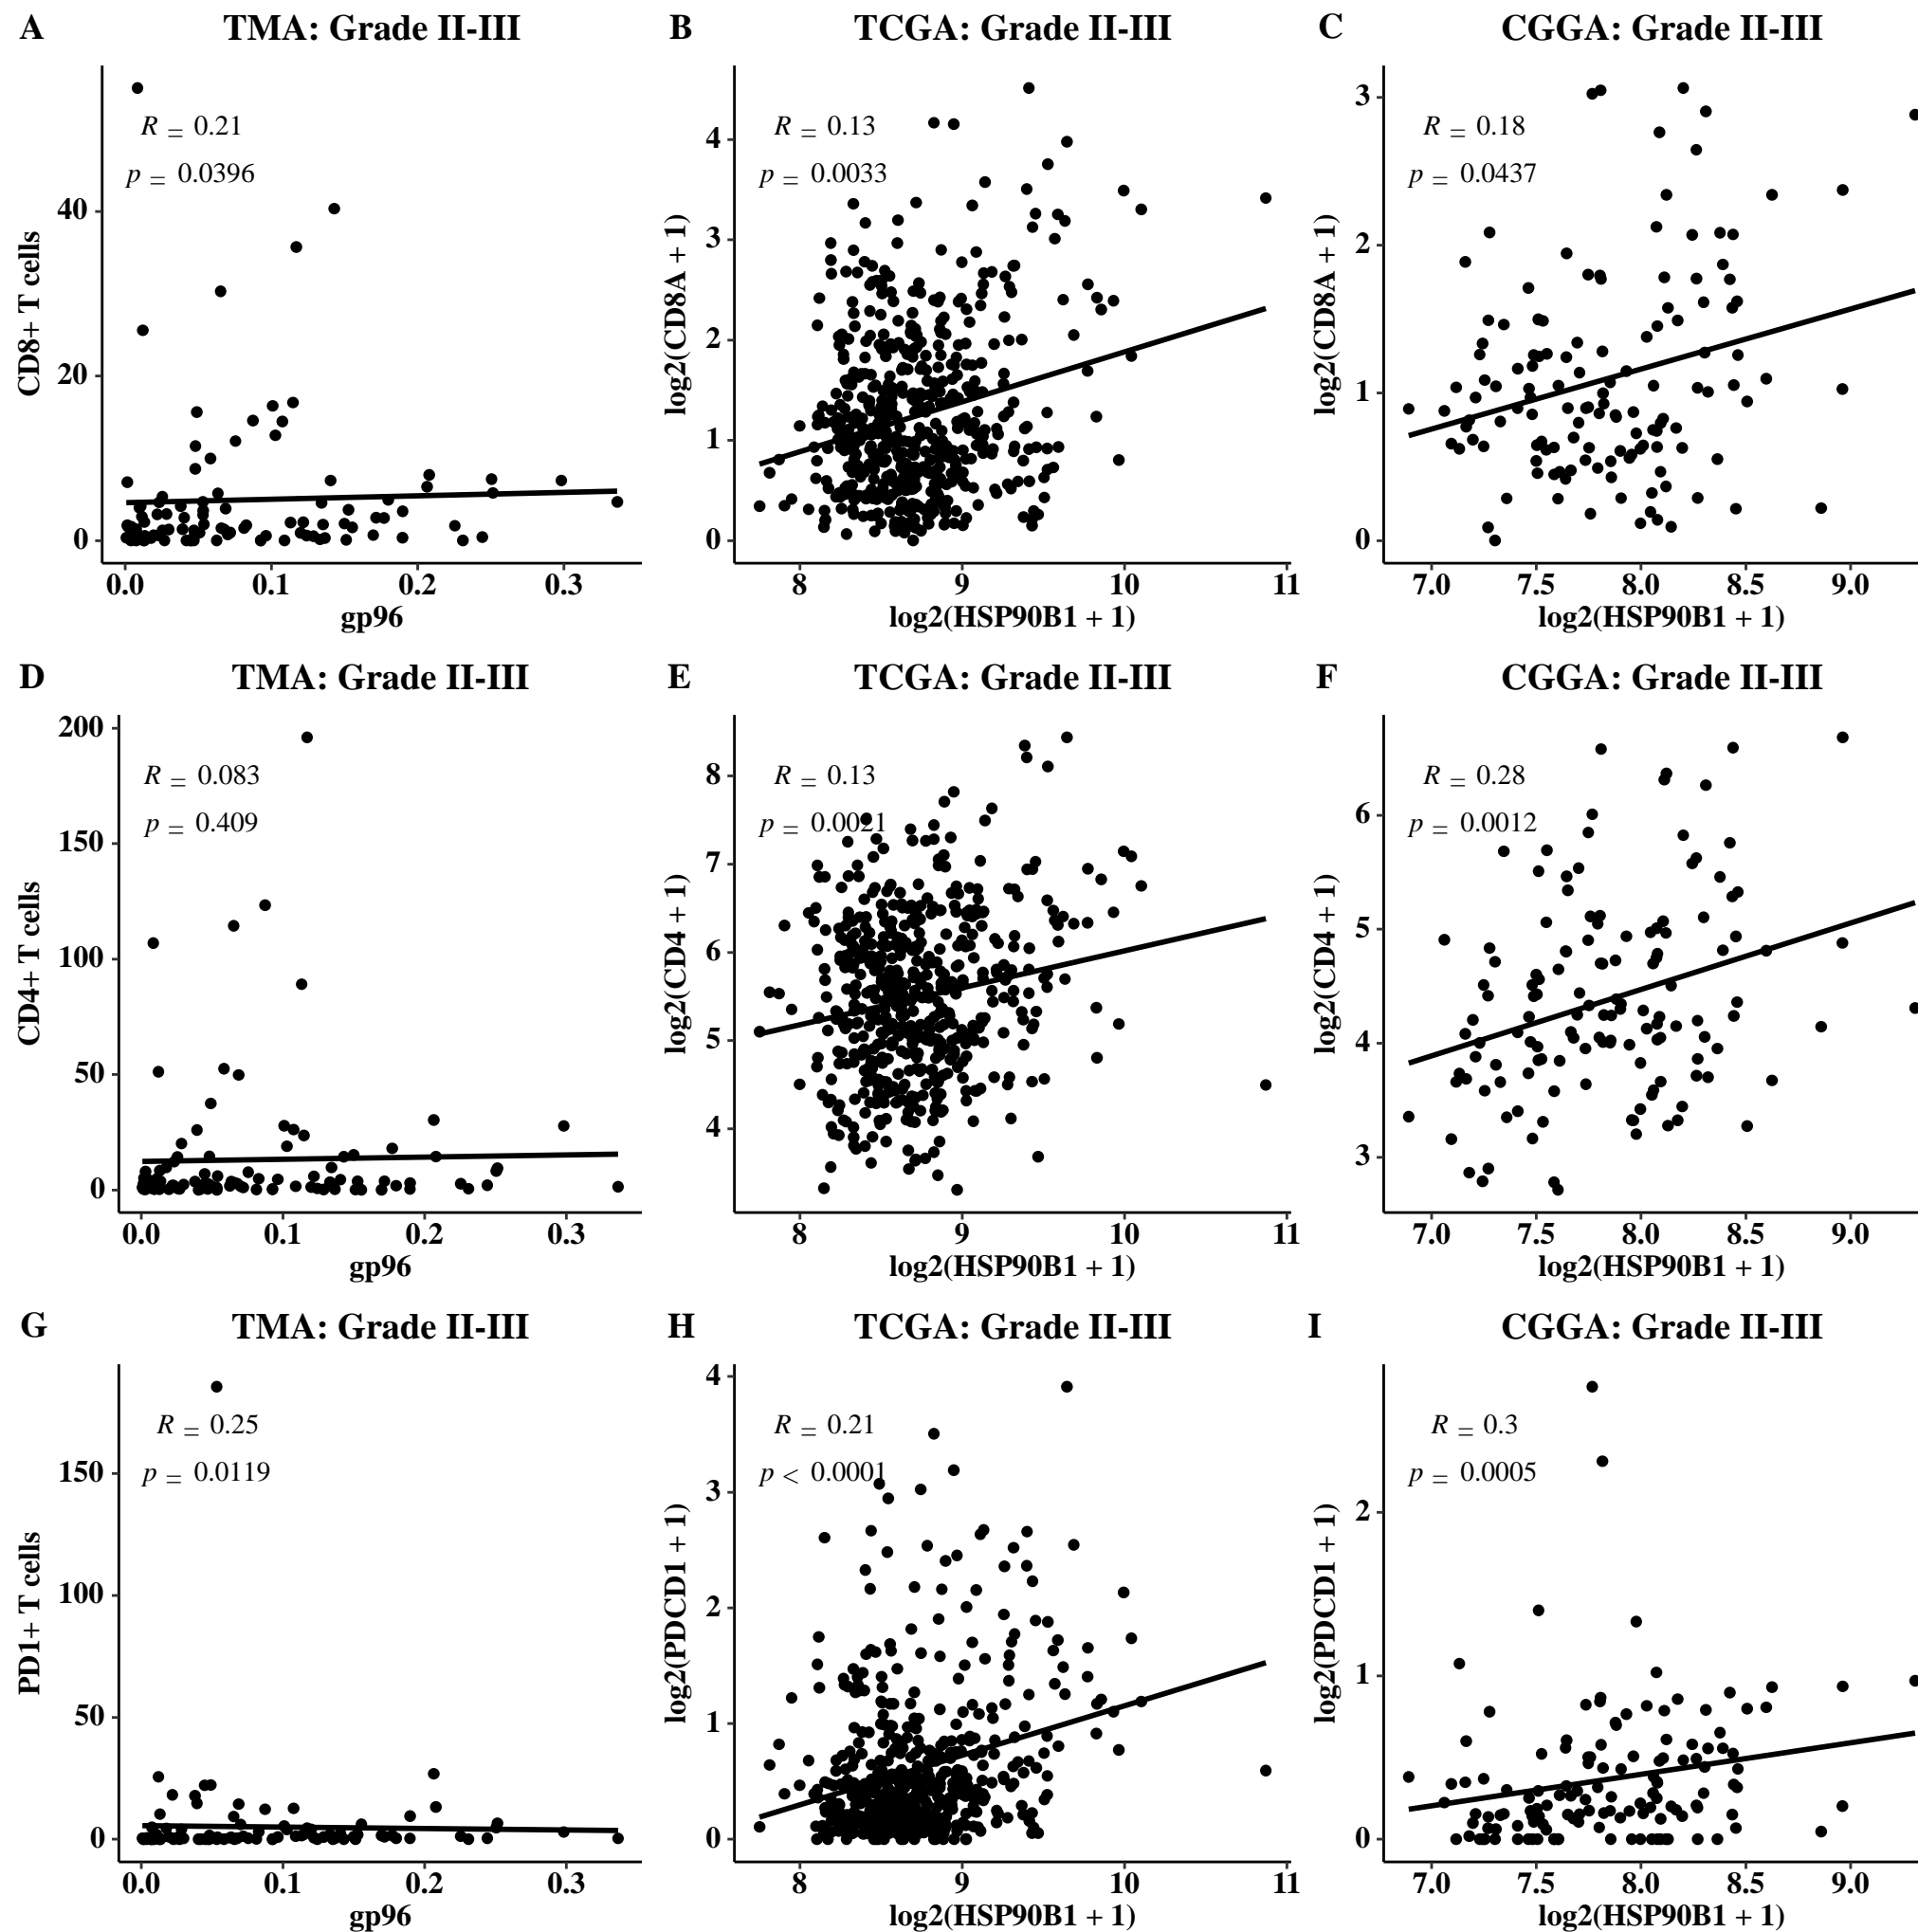 A TMA: Grade II-III
R = 0.21
p = 0.0396
CD8+ T cells
40
20
0
0.0 0.1 0.2 0.3
gp96
B TCGA: Grade II-III
R = 0.13
p = 0.0033
log2(CD8A + 1)
4
3
2
1
0
8 9 10 11
log2(HSP90B1 + 1)
C CGGA: Grade II-III
R = 0.18
p = 0.0437
log2(CD8A + 1)
3
2
1
0
7.0 7.5 8.0 8.5 9.0
log2(HSP90B1 + 1)
D TMA: Grade II-III
R = 0.083
p = 0.409
CD4+ T cells
200
150
100
50
0
0.0 0.1 0.2 0.3
gp96
E TCGA: Grade II-III
R = 0.13
p = 0.0021
log2(CD4 + 1)
8
7
6
5
4
8 9 10 11
log2(HSP90B1 + 1)
F CGGA: Grade II-III
R = 0.28
p = 0.0012
log2(CD4 + 1)
6
5
4
3
7.0 7.5 8.0 8.5 9.0
log2(HSP90B1 + 1)
G TMA: Grade II-III
R = 0.25
p = 0.0119
PD1+ T cells
150
100
50
0
0.0 0.1 0.2 0.3
gp96
H TCGA: Grade II-III
R = 0.21
p < 0.0001
log2(PDCD1 + 1)
4
3
2
1
0
8 9 10 11
log2(HSP90B1 + 1)
I CGGA: Grade II-III
R = 0.3
p = 0.0005
log2(PDCD1 + 1)
2
1
0
7.0 7.5 8.0 8.5 9.0
log2(HSP90B1 + 1)